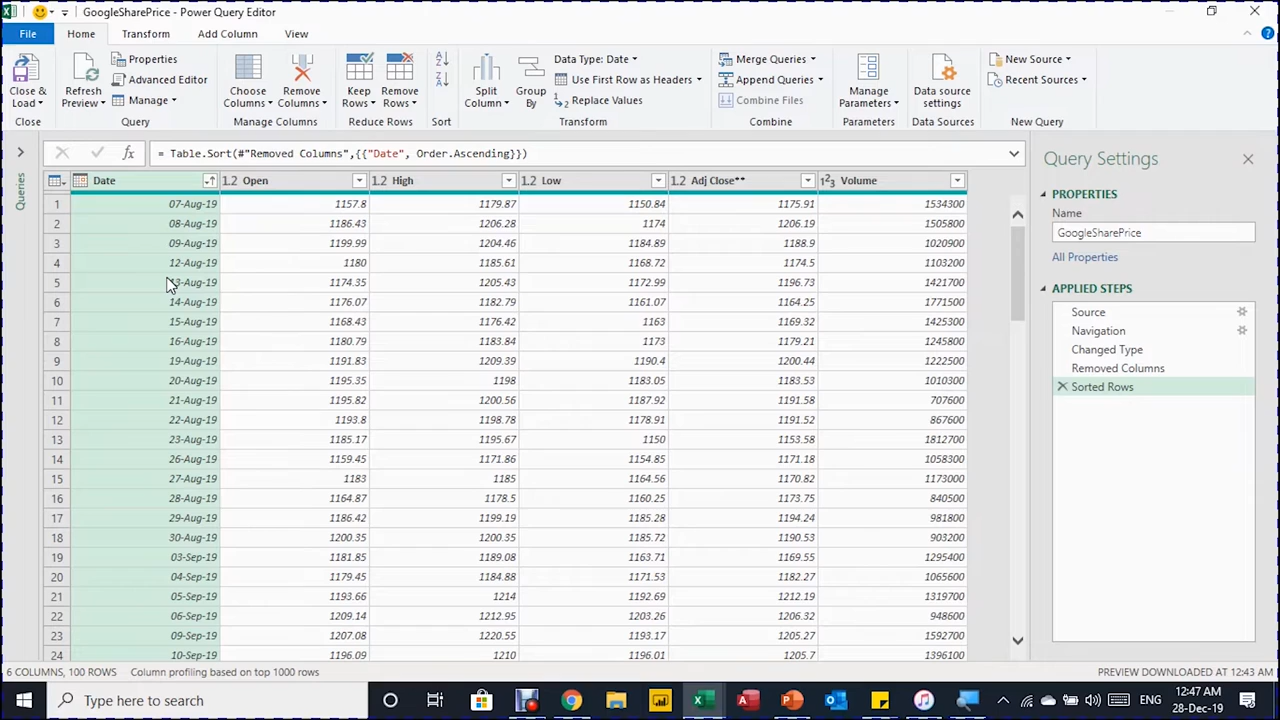 GoogleSharePrice - Power Query Editor
File Home Transform Add Column View
Close & Load
Close
Refresh Preview
Properties
Advanced Editor
Manage
Query
Choose Columns
Remove Columns
Manage Columns
Keep Rows
Remove Rows
Reduce Rows
Sort
Split Column
Group By
Data Type: Date
Use First Row as Headers
Replace Values
Transform
Merge Queries
Append Queries
Combine Files
Combine
Manage Parameters
Parameters
Data source settings
Data Sources
New Source
Recent Sources
New Query
= Table.Sort(#"Removed Columns",{{"Date", Order.Ascending}})
Queries
Date 1.2 Open 1.2 High 1.2 Low 1.2 Adj Close** 123 Volume
1 07-Aug-19 1157.8 1179.87 1150.84 1175.91 1534300
2 08-Aug-19 1186.43 1206.28 1174 1206.19 1505800
3 09-Aug-19 1199.99 1204.46 1184.89 1188.9 1020900
4 12-Aug-19 1180 1185.61 1168.72 1174.5 1103200
5 3-Aug-19 1174.35 1205.43 1172.99 1196.73 1421700
6 14-Aug-19 1176.07 1182.79 1161.07 1164.25 1771500
7 15-Aug-19 1168.43 1176.42 1163 1169.32 1425300
8 16-Aug-19 1180.79 1183.84 1173 1179.21 1245800
9 19-Aug-19 1191.83 1209.39 1190.4 1200.44 1222500
10 20-Aug-19 1195.35 1198 1183.05 1183.53 1010300
11 21-Aug-19 1195.82 1200.56 1187.92 1191.58 707600
12 22-Aug-19 1193.8 1198.78 1178.91 1191.52 867600
13 23-Aug-19 1185.17 1195.67 1150 1153.58 1812700
14 26-Aug-19 1159.45 1171.86 1154.85 1171.18 1058300
15 27-Aug-19 1183 1185 1164.56 1170.82 1173000
16 28-Aug-19 1164.87 1178.5 1160.25 1173.75 840500
17 29-Aug-19 1186.42 1199.19 1185.28 1194.24 981800
18 30-Aug-19 1200.35 1200.35 1185.72 1190.53 903200
19 03-Sep-19 1181.85 1189.08 1163.71 1169.55 1295400
20 04-Sep-19 1179.45 1184.88 1171.53 1182.27 1065600
21 05-Sep-19 1193.66 1214 1192.69 1212.19 1319700
22 06-Sep-19 1209.14 1212.95 1203.26 1206.32 948600
23 09-Sep-19 1207.08 1220.55 1193.17 1205.27 1592700
24 10-Sep-19 1196.09 1210 1196.01 1205.7 1396100
Query Settings
PROPERTIES
Name
GoogleSharePrice
All Properties
APPLIED STEPS
Source
Navigation
Changed Type
Removed Columns
Sorted Rows
6 COLUMNS, 100 ROWS Column profiling based on top 1000 rows PREVIEW DOWNLOADED AT 12:43 AM
Type here to search
ENG
12:47 AM
28-Dec-19